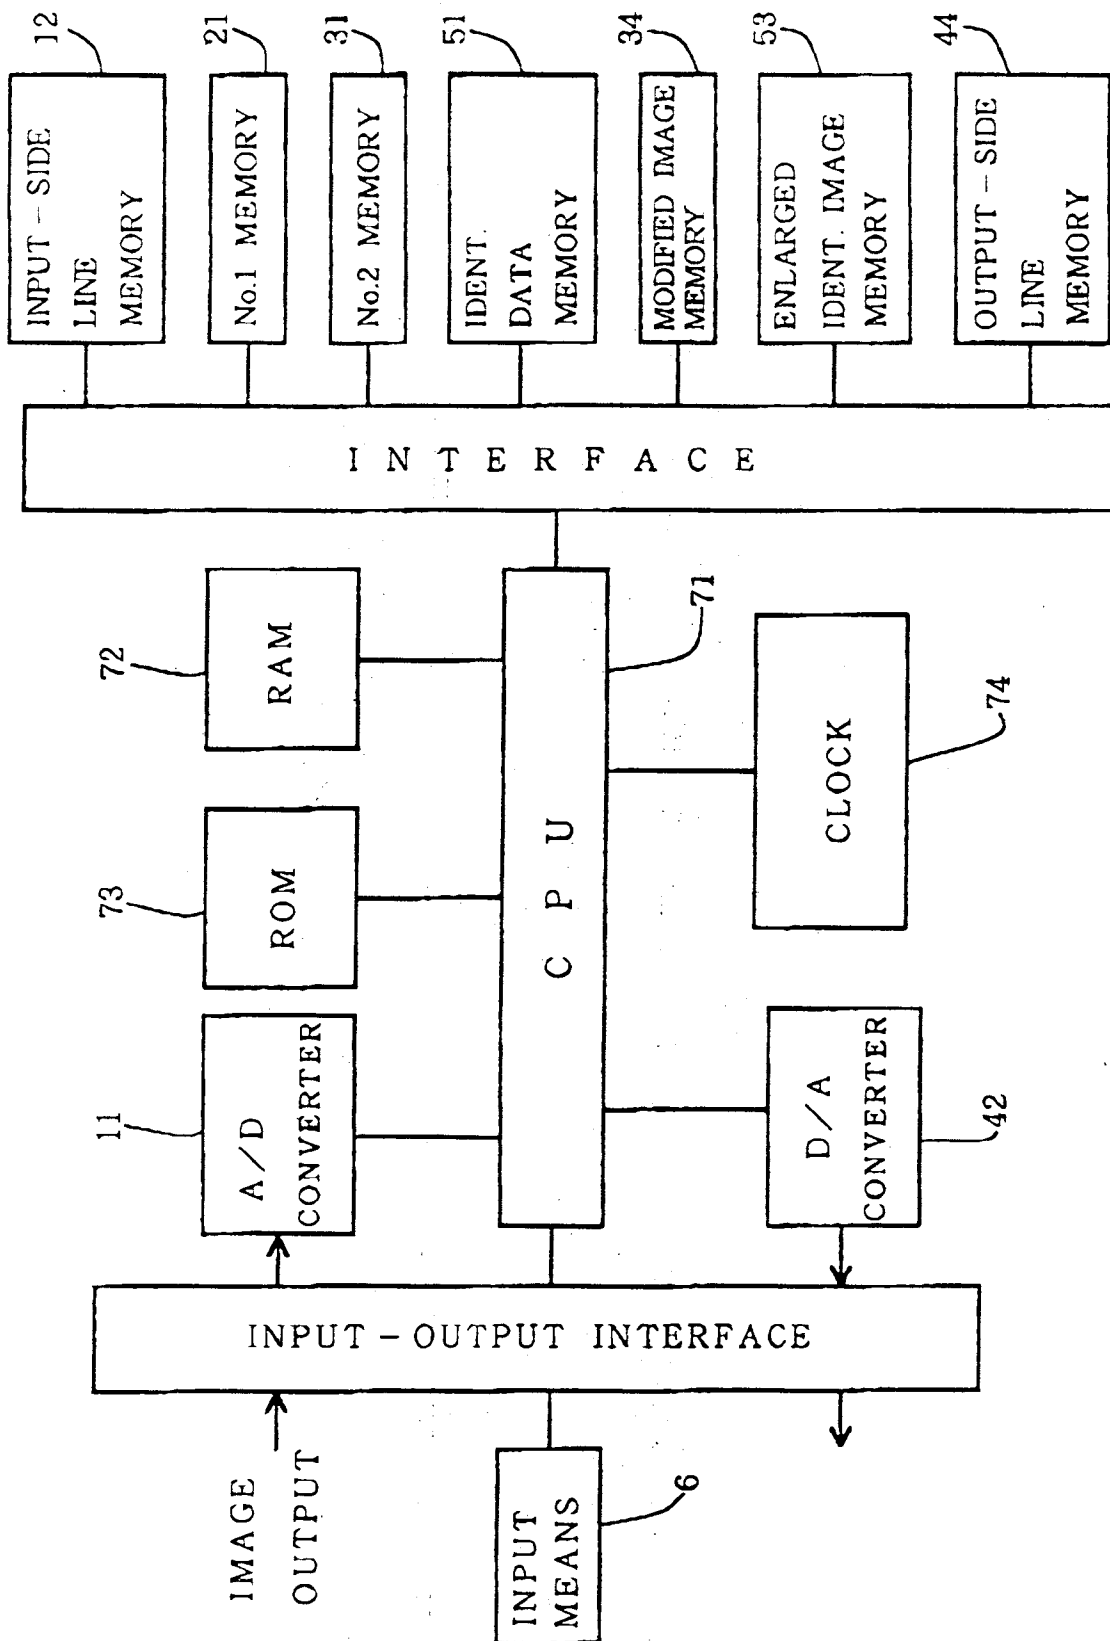 12
INPUT-SIDE
LINE
MEMORY
21
No.1 MEMORY
31
No.2 MEMORY
51
IDENT.
DATA
MEMORY
34
MODIFIED IMAGE
MEMORY
53
ENLARGED
IDENT. IMAGE
MEMORY
44
OUTPUT-SIDE
LINE
MEMORY
INTERFACE
72
RAM
73
ROM
11
A/D
CONVERTER
CPU
71
CLOCK
74
D/A
CONVERTER
42
INPUT-OUTPUT INTERFACE
IMAGE
OUTPUT
INPUT
MEANS
6